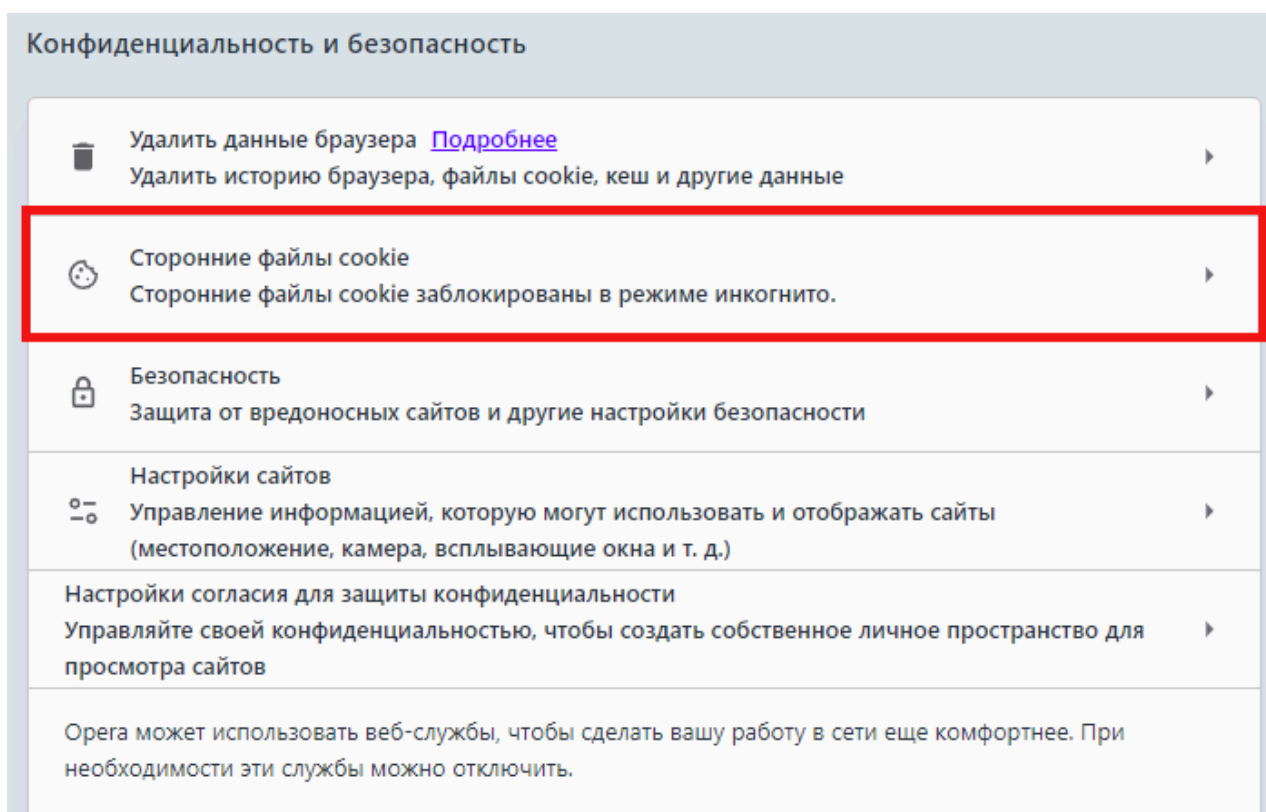 Конфиденциальность и безопасность
Удалить данные браузера Подробнее
Удалить историю браузера, файлы cookie, кеш и другие данные
Сторонние файлы cookie
Сторонние файлы cookie заблокированы в режиме инкогнито.
Безопасность
Защита от вредоносных сайтов и другие настройки безопасности
Настройки сайтов
Управление информацией, которую могут использовать и отображать сайты
(местоположение, камера, всплывающие окна и т. д.)
Настройки согласия для защиты конфиденциальности
Управляйте своей конфиденциальностью, чтобы создать собственное личное пространство для
просмотра сайтов
Opera может использовать веб-службы, чтобы сделать вашу работу в сети еще комфортнее. При
необходимости эти службы можно отключить.